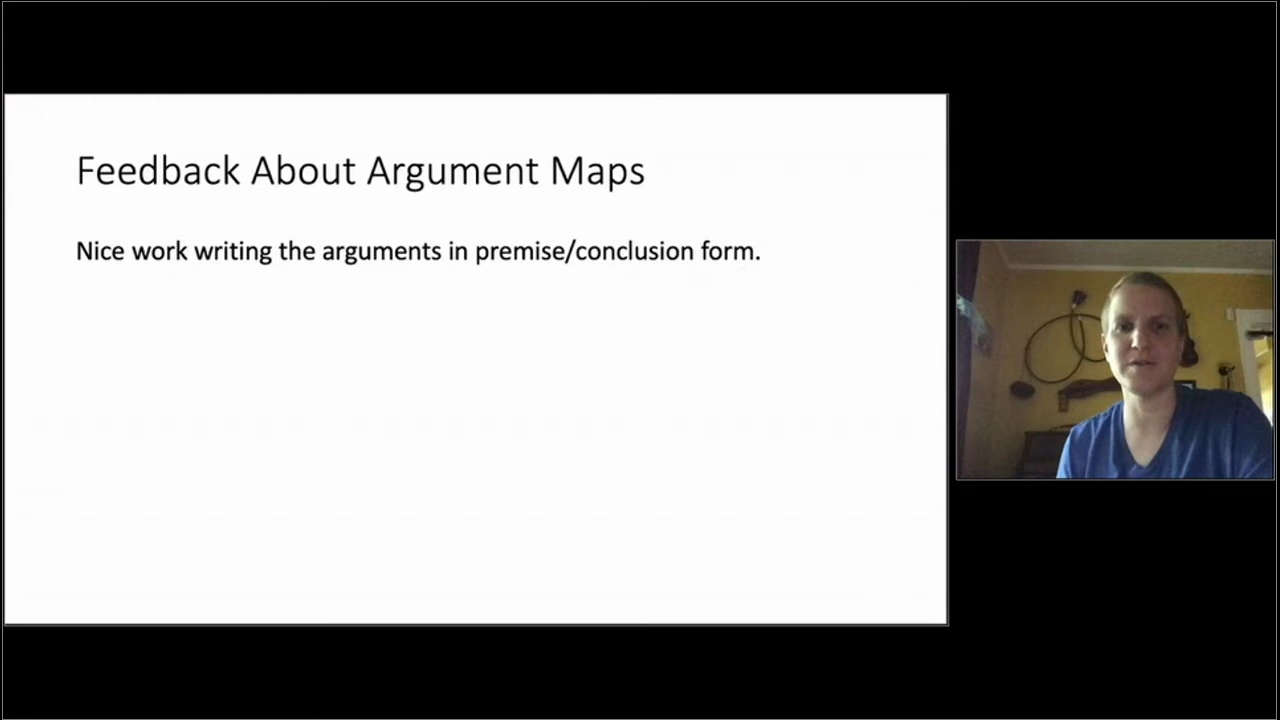 Feedback About Argument Maps
Nice work writing the arguments in premise/conclusion form.